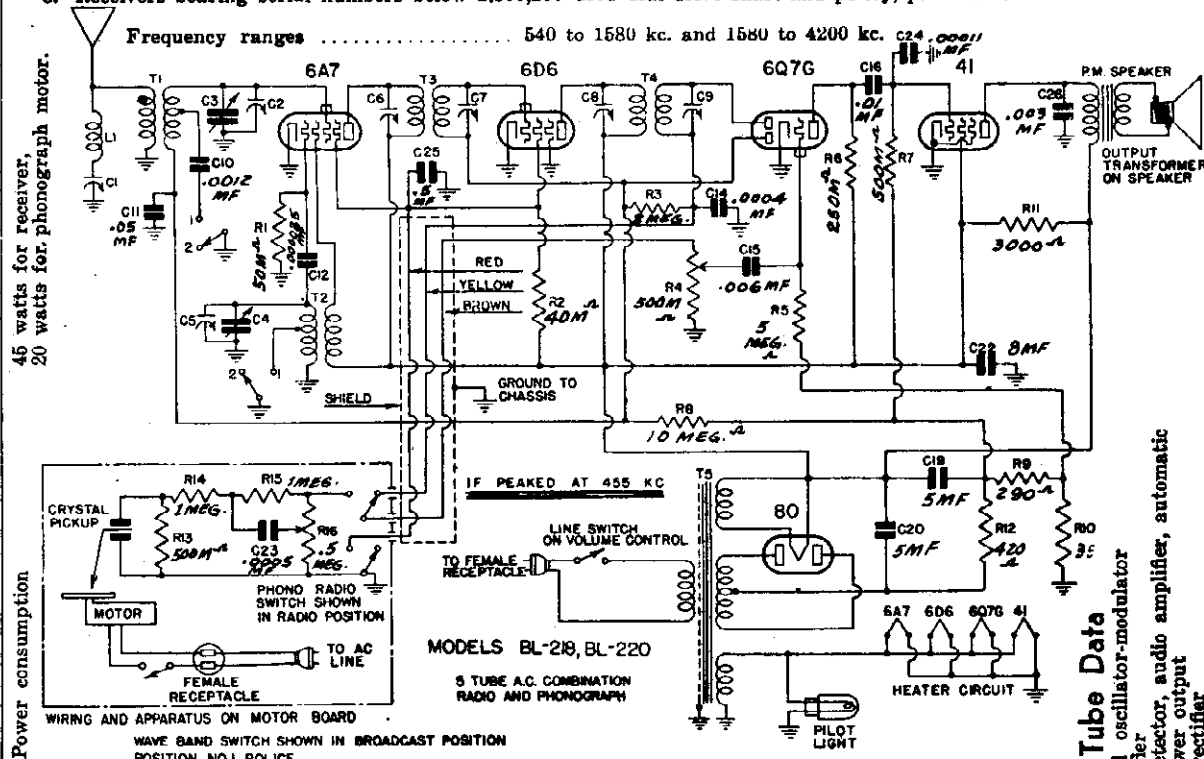 Frequency ranges .................... 540 to 1580 kc. and 1580 to 4200 kc.
45 watts for receiver,
20 watts for phonograph motor.
Power consumption
T1
C3
C2
6A7
C6
T3
C7
6D6
C8
T4
C9
6Q7G
C16
.01
MF
C24
.00011
MF
41
C26
.003
MF
P.M. SPEAKER
OUTPUT
TRANSFORMER
ON SPEAKER
L1
C1
C10
.0012
MF
C11
.05
MF
1
2
R1
50M Ω
C12
T2
C5
C4
2
1
C25
.5
MF
R3
MEG.
C14
.0004
MF
R6
250M Ω
500M Ω
R7
R11
3000 Ω
RED
YELLOW
BROWN
R2
40M Ω
R4
500M
Ω
C15
.006MF
R5
5
MEG.
Ω
C22
8MF
SHIELD
GROUND TO
CHASSIS
R8
10 MEG. Ω
IF PEAKED AT 455 KC
T5
80
C19
5MF
R9
290 Ω
C20
5MF
R12
420
Ω
R10
CRYSTAL
PICKUP
R14
1MEG.
R15
1MEG.
R13
500M Ω
C23
.0005
MF
R16
.5
MEG.
PHONO RADIO
SWITCH SHOWN
IN RADIO POSITION
LINE SWITCH
ON VOLUME CONTROL
TO FEMALE
RECEPTACLE
MOTOR
TO AC
LINE
FEMALE
RECEPTACLE
MODELS BL-218, BL-220
5 TUBE A.C. COMBINATION
RADIO AND PHONOGRAPH
6A7 6D6 6Q7G 41
HEATER CIRCUIT
PILOT
LIGHT
WIRING AND APPARATUS ON MOTOR BOARD
WAVE BAND SWITCH SHOWN IN BROADCAST POSITION
POSITION NO.1 POLICE
Tube Data
oscillator-modulator
audio amplifier, automatic
output